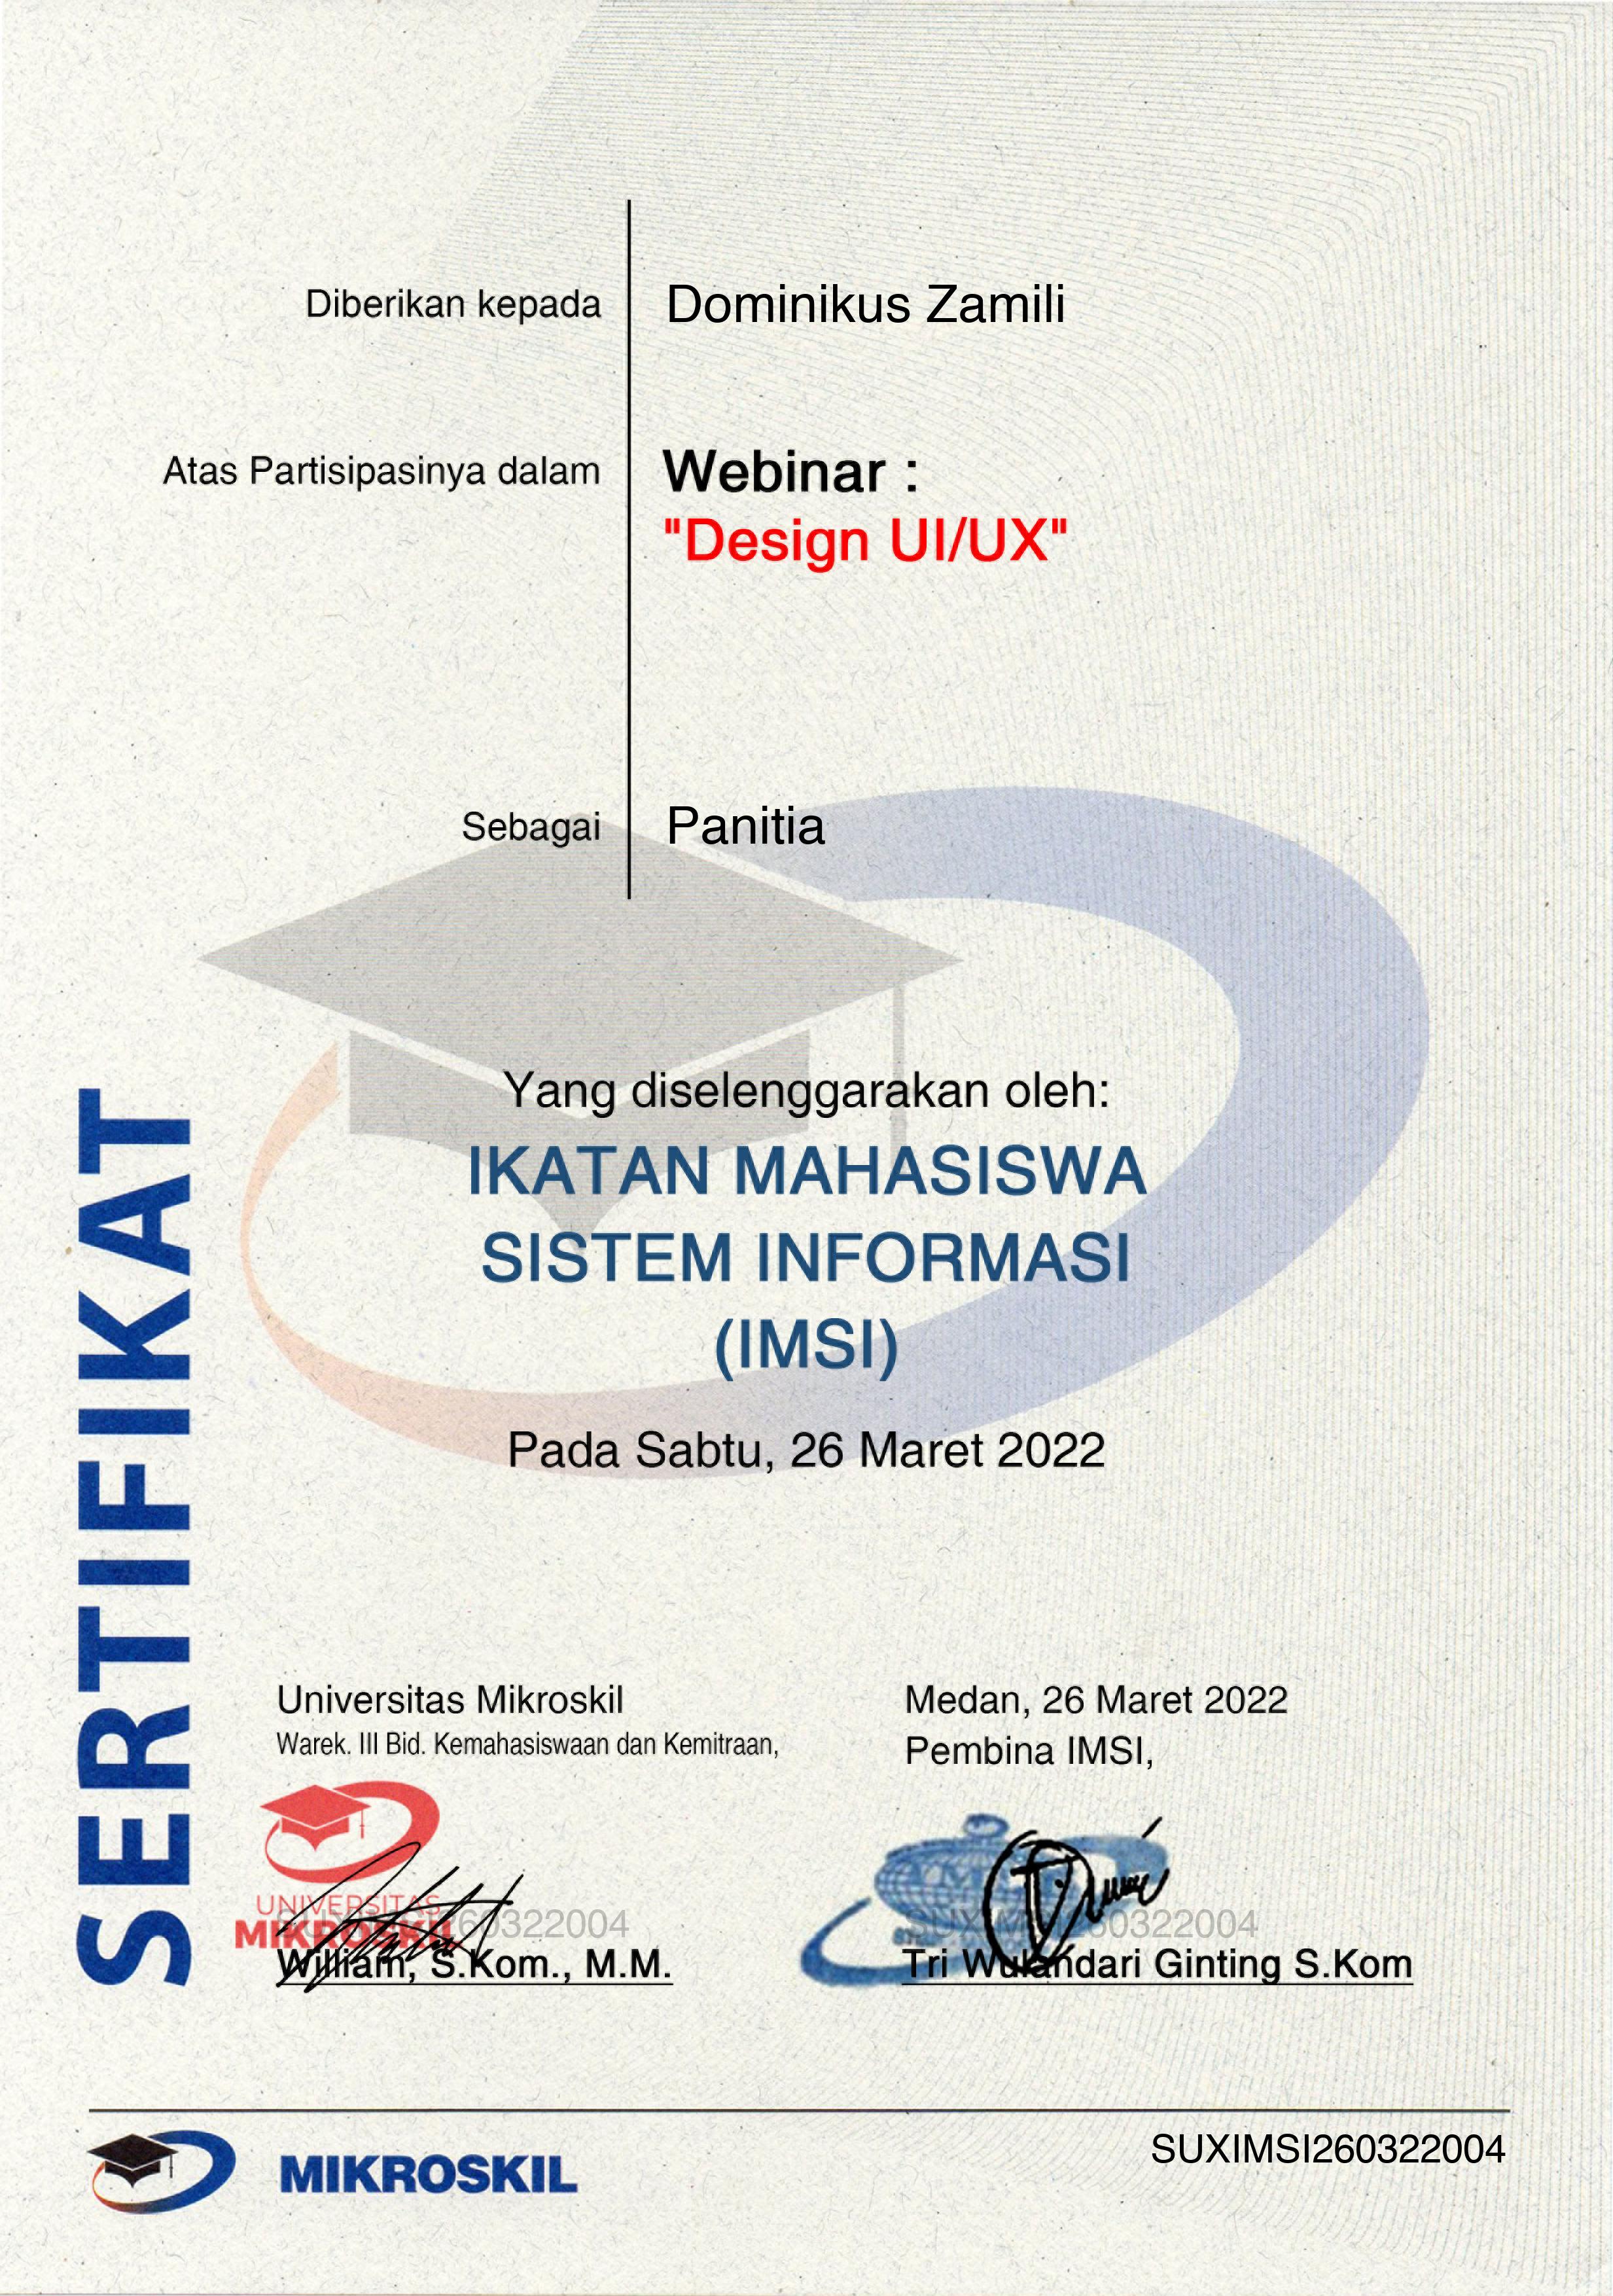 Diberikan kepada
Dominikus Zamili
Atas Partisipasinya dalam
Webinar :
"Design UI/UX"
Sebagai
Panitia
Yang diselenggarakan oleh:
IKATAN MAHASISWA
SISTEM INFORMASI
(IMSI)
Pada Sabtu, 26 Maret 2022
SERTIFIKAT
Universitas Mikroskil
Warek. III Bid. Kemahasiswaan dan Kemitraan,
UNIVERSITAS
MIKROSKIL
SUXIMSI260322004
William, S.Kom., M.M.
Medan, 26 Maret 2022
Pembina IMSI,
SUXIMSI260322004
Tri Wulandari Ginting S.Kom
MIKROSKIL
SUXIMSI260322004